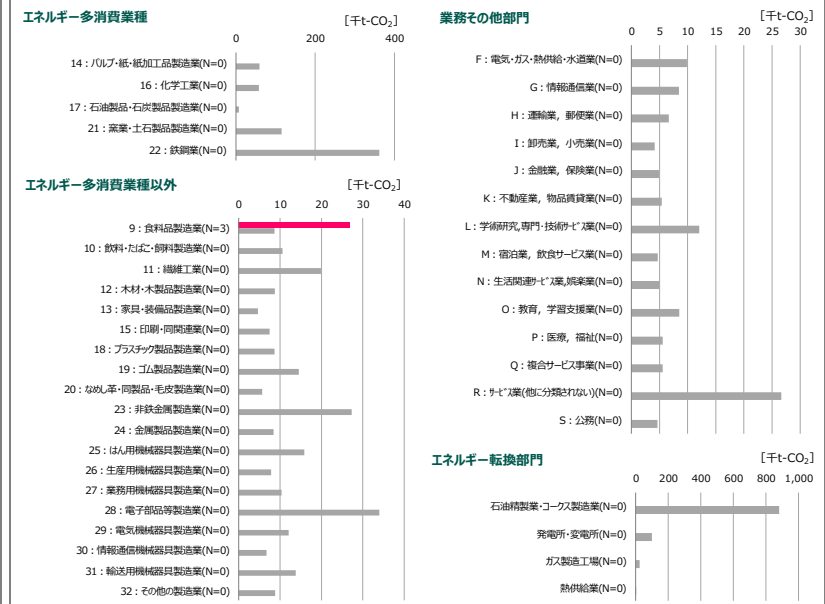 エネルギー多消費業種
[千t-CO₂]
0 200 400
14:パルプ・紙・紙加工品製造業(N=0)
16:化学工業(N=0)
17:石油製品・石炭製品製造業(N=0)
21:窯業・土石製品製造業(N=0)
22:鉄鋼業(N=0)
エネルギー多消費業種以外
[千t-CO₂]
0 10 20 30 40
9:食料品製造業(N=3)
10:飲料・たばこ・飼料製造業(N=0)
11:繊維工業(N=0)
12:木材・木製品製造業(N=0)
13:家具・装備品製造業(N=0)
15:印刷・同関連業(N=0)
18:プラスチック製品製造業(N=0)
19:ゴム製品製造業(N=0)
20:なめし革・同製品・毛皮製造業(N=0)
23:非鉄金属製造業(N=0)
24:金属製品製造業(N=0)
25:はん用機械器具製造業(N=0)
26:生産用機械器具製造業(N=0)
27:業務用機械器具製造業(N=0)
28:電子部品等製造業(N=0)
29:電気機械器具製造業(N=0)
30:情報通信機械器具製造業(N=0)
31:輸送用機械器具製造業(N=0)
32:その他の製造業(N=0)
業務その他部門
[千t-CO₂]
0 5 10 15 20 25 30
F:電気・ガス・熱供給・水道業(N=0)
G:情報通信業(N=0)
H:運輸業，郵便業(N=0)
I:卸売業，小売業(N=0)
J:金融業，保険業(N=0)
K:不動産業，物品賃貸業(N=0)
L:学術研究,専門・技術ｻｰﾋﾞｽ業(N=0)
M:宿泊業，飲食サービス業(N=0)
N:生活関連ｻｰﾋﾞｽ業,娯楽業(N=0)
O:教育，学習支援業(N=0)
P:医療，福祉(N=0)
Q:複合サービス事業(N=0)
R:ｻｰﾋﾞｽ業(他に分類されない)(N=0)
S:公務(N=0)
エネルギー転換部門
[千t-CO₂]
0 200 400 600 800 1,000
石油精製業・コークス製造業(N=0)
発電所・変電所(N=0)
ガス製造工場(N=0)
熱供給業(N=0)